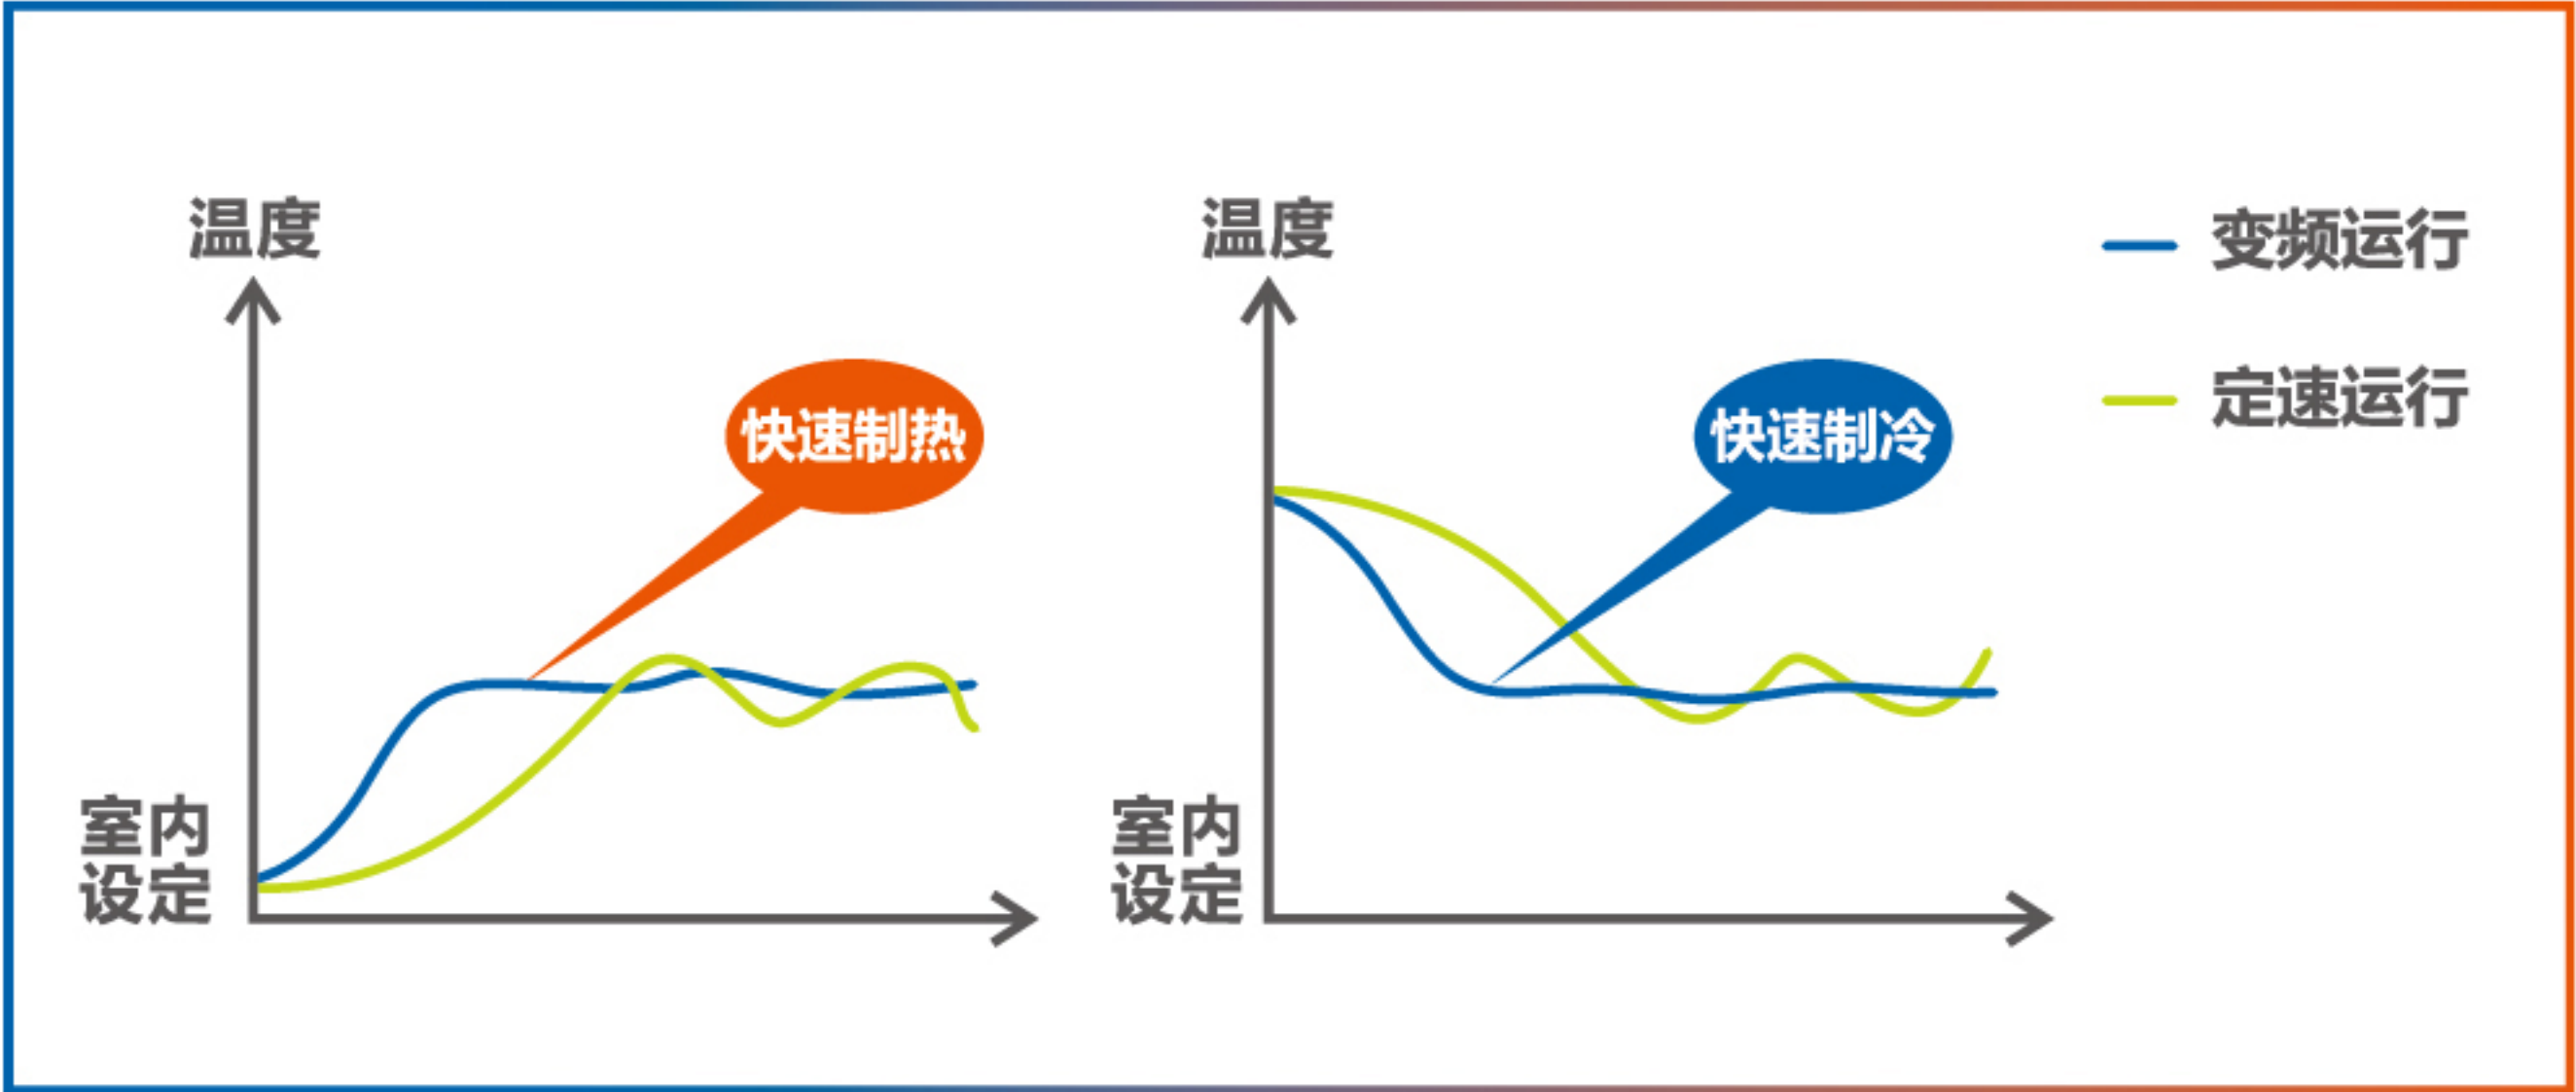 温度
快速制热
室内
设定
温度
快速制冷
室内
设定
变频运行
定速运行